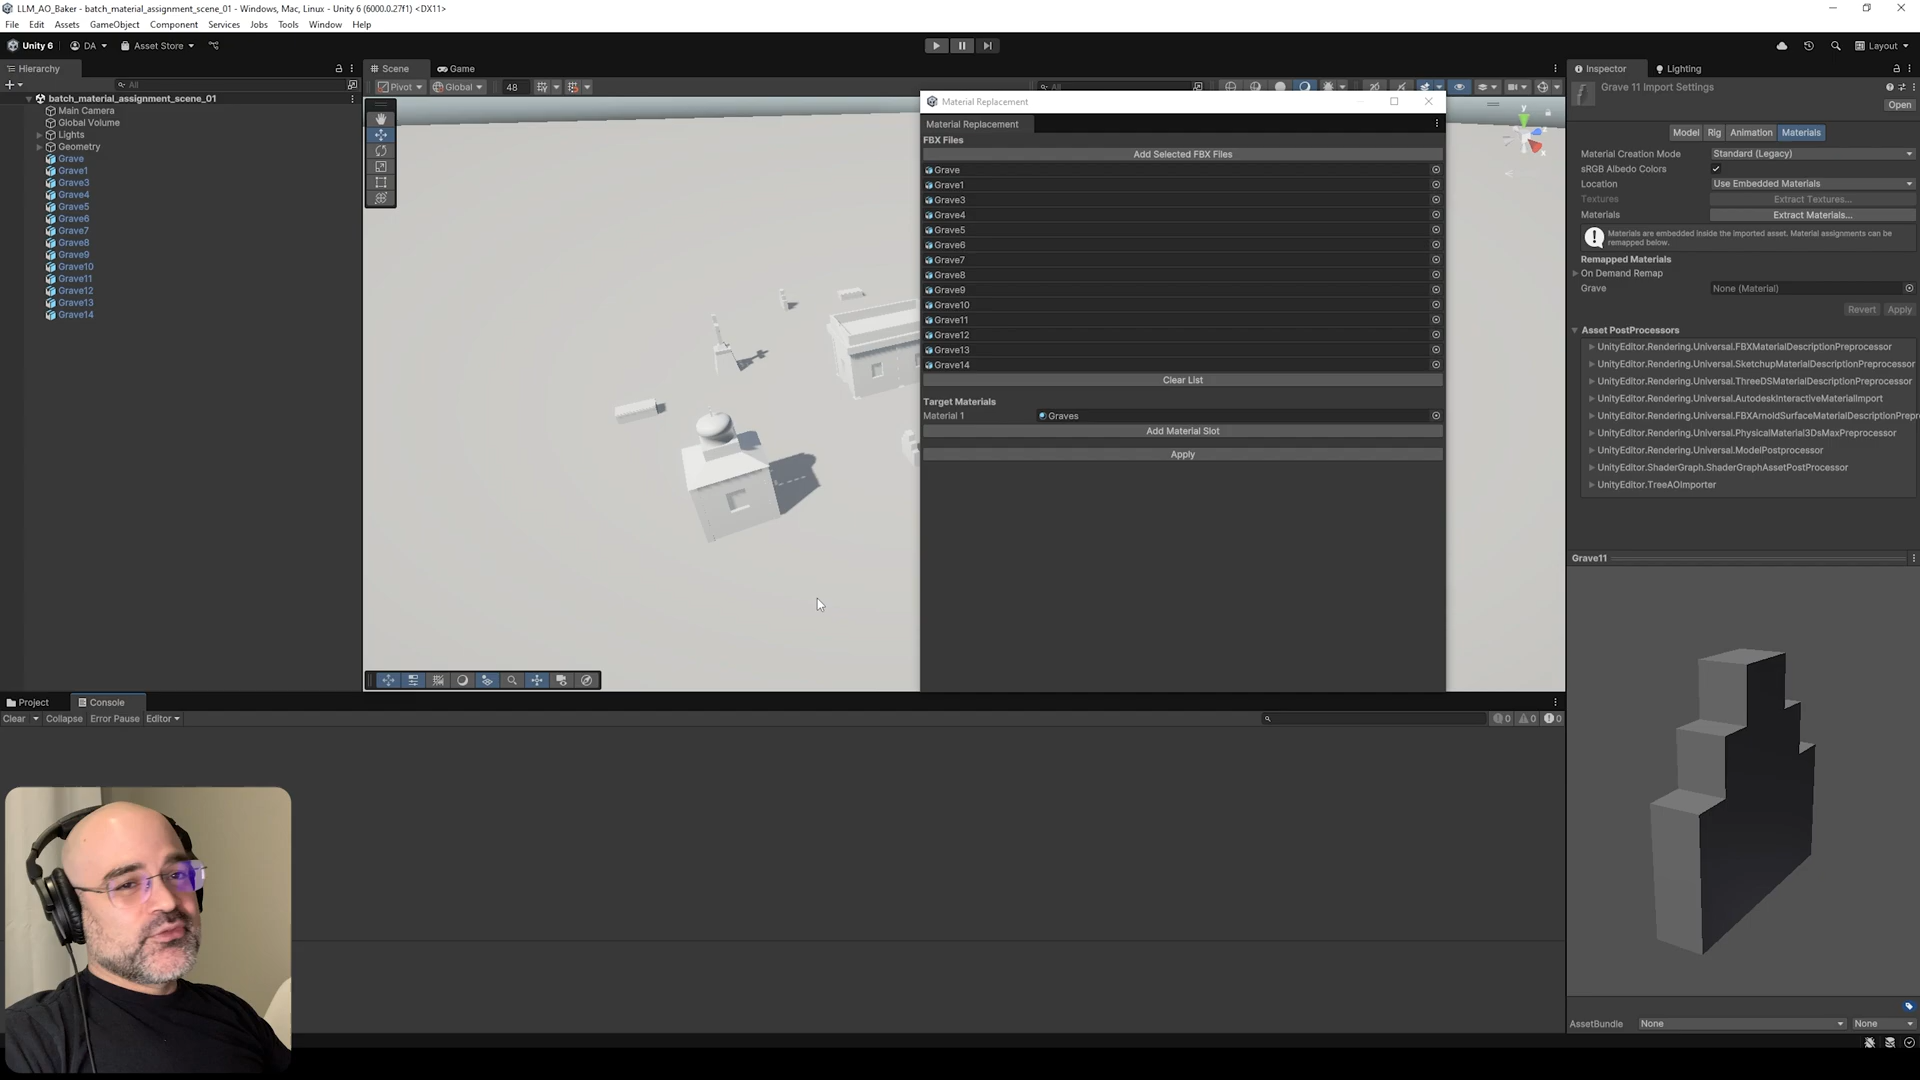 LLM_AO_Baker - batch_material_assignment_scene_01 - Windows, Mac, Linux - Unity 6 (6000.0.27f1) <DX11>
File Edit Assets GameObject Component Services Jobs Tools Window Help
Unity 6 DA Asset Store Layout
Hierarchy
All
batch_material_assignment_scene_01
Main Camera
Global Volume
Lights
Geometry
Grave
Grave1
Grave3
Grave4
Grave5
Grave6
Grave7
Grave8
Grave9
Grave10
Grave11
Grave12
Grave13
Grave14
Scene Game
Pivot Global 48 All 2D
y
x
Material Replacement
Material Replacement
FBX Files
Add Selected FBX Files
Grave
Grave1
Grave3
Grave4
Grave5
Grave6
Grave7
Grave8
Grave9
Grave10
Grave11
Grave12
Grave13
Grave14
Clear List
Target Materials
Material 1 Graves
Add Material Slot
Apply
Inspector Lighting
Grave 11 Import Settings
Open
Model Rig Animation Materials
Material Creation Mode Standard (Legacy)
sRGB Albedo Colors
Location Use Embedded Materials
Textures Extract Textures...
Materials Extract Materials...
Materials are embedded inside the imported asset. Material assignments can be
remapped below.
Remapped Materials
On Demand Remap
Grave None (Material)
Revert Apply
Asset PostProcessors
UnityEditor.Rendering.Universal.FBXMaterialDescriptionPreprocessor
UnityEditor.Rendering.Universal.SketchupMaterialDescriptionPreprocessor
UnityEditor.Rendering.Universal.ThreeDSMaterialDescriptionPreprocessor
UnityEditor.Rendering.Universal.AutodeskInteractiveMaterialImport
UnityEditor.Rendering.Universal.FBXArnoldSurfaceMaterialDescriptionPrepr
UnityEditor.Rendering.Universal.PhysicalMaterial3DsMaxPreprocessor
UnityEditor.Rendering.Universal.ModelPostprocessor
UnityEditor.ShaderGraph.ShaderGraphAssetPostProcessor
UnityEditor.TreeAOImporter
Grave11
AssetBundle None None
Project Console
Clear Collapse Error Pause Editor
0 0 0